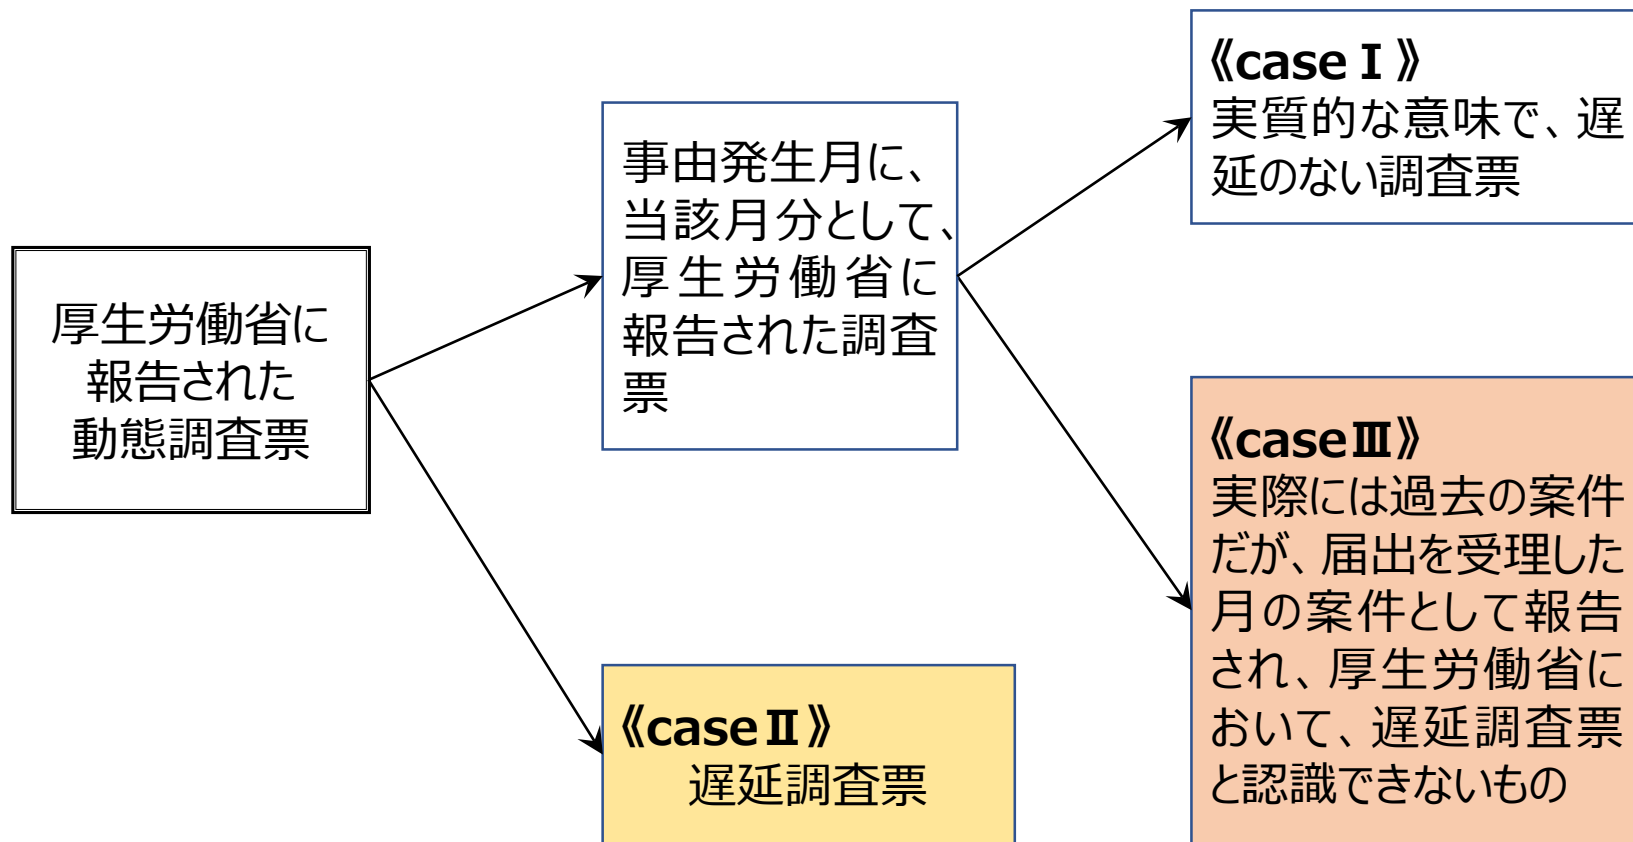 厚生労働省に
報告された
動態調査票
事由発生月に、
当該月分として、
厚生労働省に
報告された調査
票
《case Ⅰ 》
実質的な意味で、遅
延のない調査票
《case Ⅱ 》
遅延調査票
《case Ⅲ》
実際には過去の案件
だが、届出を受理した
月の案件として報告
され、厚生労働省に
おいて、遅延調査票
と認識できないもの